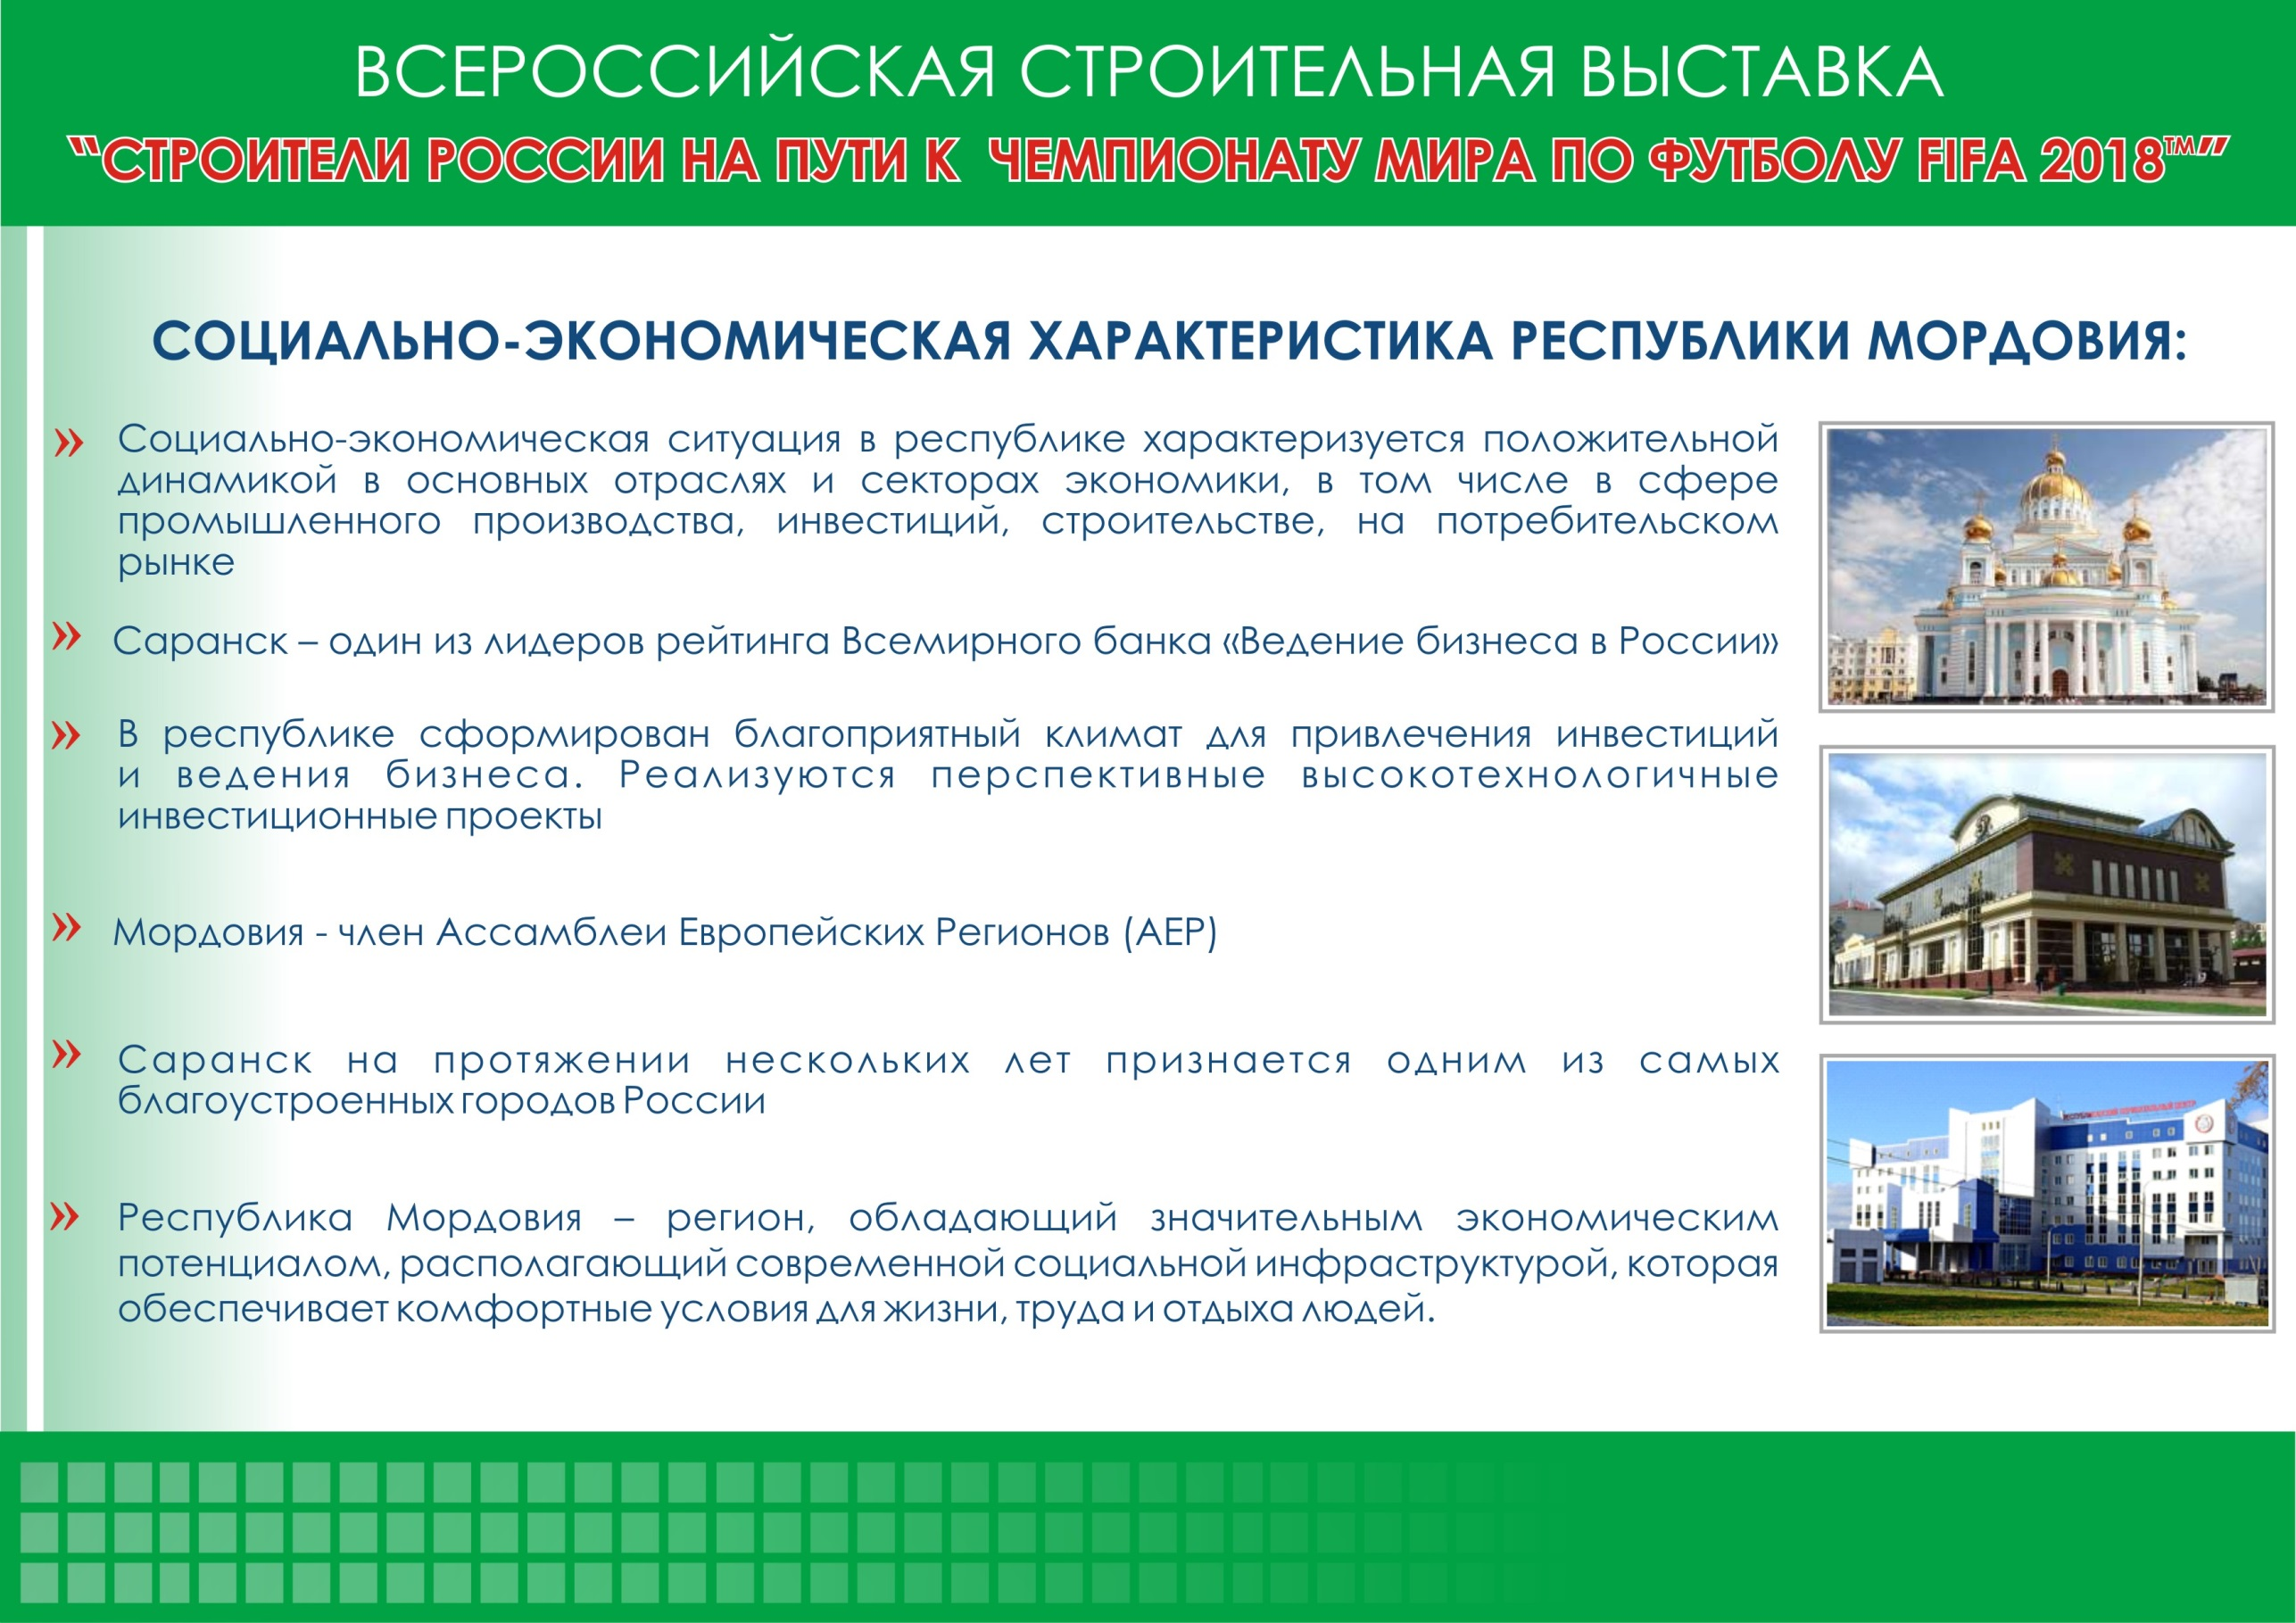 ВСЕРОССИЙСКАЯ СТРОИТЕЛЬНАЯ ВЫСТАВКА
“СТРОИТЕЛИ РОССИИ НА ПУТИ К ЧЕМПИОНАТУ МИРА ПО ФУТБОЛУ FIFA 2018™”
СОЦИАЛЬНО-ЭКОНОМИЧЕСКАЯ ХАРАКТЕРИСТИКА РЕСПУБЛИКИ МОРДОВИЯ:
» Социально-экономическая ситуация в республике характеризуется положительной
динамикой в основных отраслях и секторах экономики, в том числе в сфере
промышленного производства, инвестиций, строительстве, на потребительском
рынке
» Саранск – один из лидеров рейтинга Всемирного банка «Ведение бизнеса в России»
» В республике сформирован благоприятный климат для привлечения инвестиций
и ведения бизнеса. Реализуются перспективные высокотехнологичные
инвестиционные проекты
» Мордовия - член Ассамблеи Европейских Регионов (АЕР)
» Саранск на протяжении нескольких лет признается одним из самых
благоустроенных городов России
» Республика Мордовия – регион, обладающий значительным экономическим
потенциалом, располагающий современной социальной инфраструктурой, которая
обеспечивает комфортные условия для жизни, труда и отдыха людей.